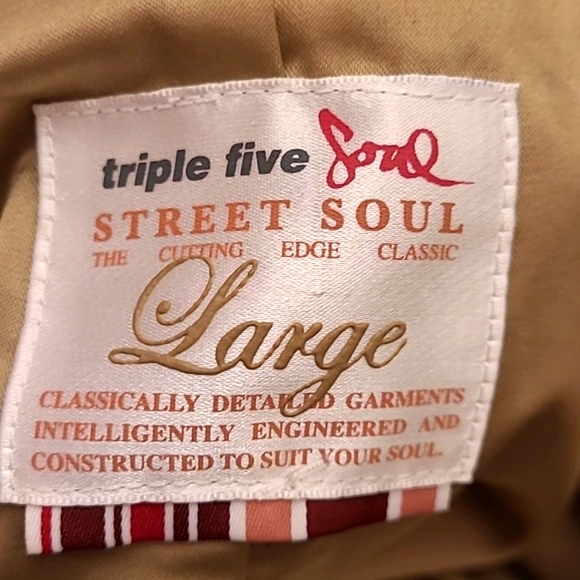 triple five Soul
STREET SOUL
THE CUTTING EDGE CLASSIC
Large
CLASSICALLY DETAILED GARMENTS
INTELLIGENTLY ENGINEERED AND
CONSTRUCTED TO SUIT YOUR SOUL.